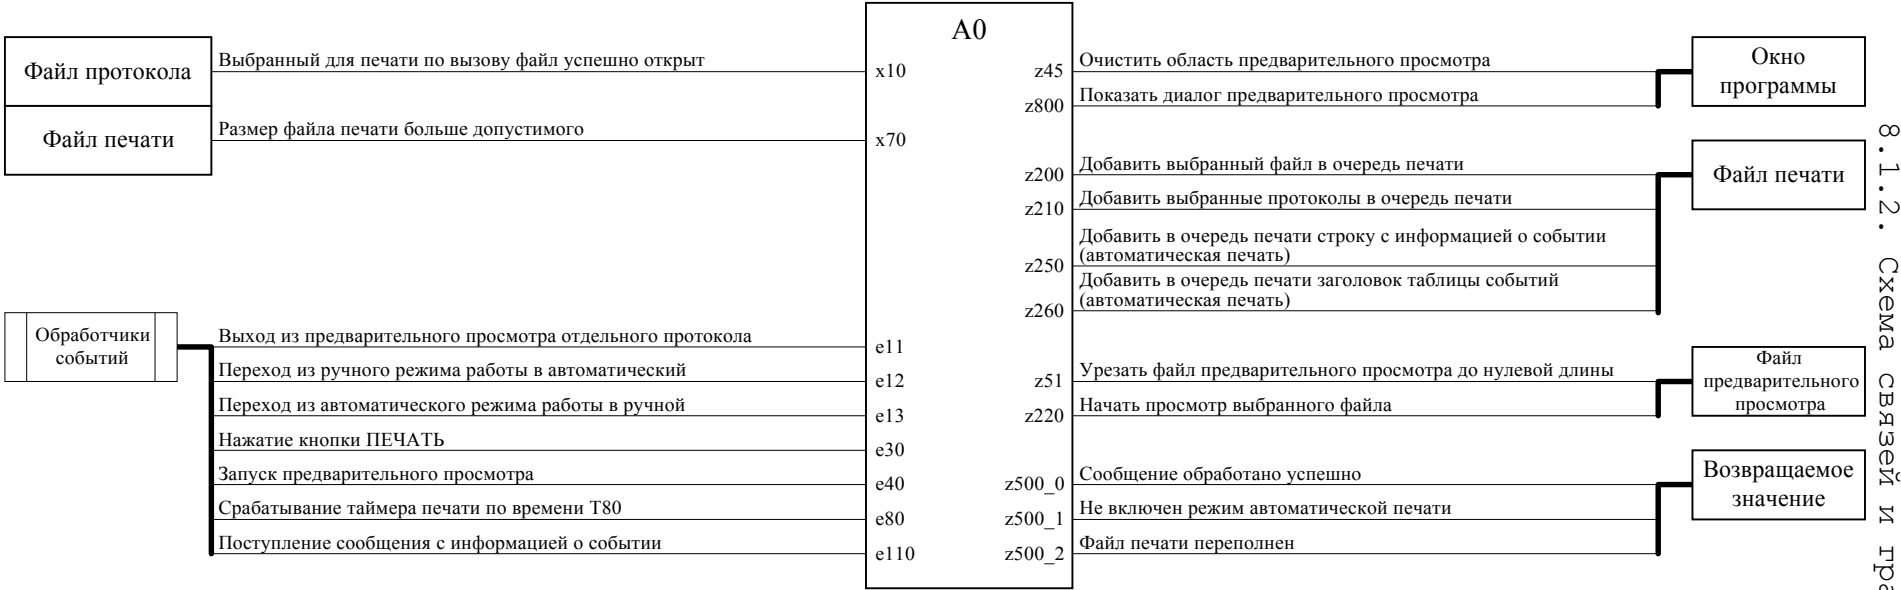 A0
Файл протокола
Выбранный для печати по вызову файл успешно открыт
x10
Файл печати
Размер файла печати больше допустимого
x70
Обработчики
событий
Выход из предварительного просмотра отдельного протокола
e11
Переход из ручного режима работы в автоматический
e12
Переход из автоматического режима работы в ручной
e13
Нажатие кнопки ПЕЧАТЬ
e30
Запуск предварительного просмотра
e40
Срабатывание таймера печати по времени T80
e80
Поступление сообщения с информацией о событии
e110
z45
Очистить область предварительного просмотра
z800
Показать диалог предварительного просмотра
Окно
программы
z200
Добавить выбранный файл в очередь печати
z210
Добавить выбранные протоколы в очередь печати
z250
Добавить в очередь печати строку с информацией о событии
(автоматическая печать)
z260
Добавить в очередь печати заголовок таблицы событий
(автоматическая печать)
Файл печати
z51
Урезать файл предварительного просмотра до нулевой длины
z220
Начать просмотр выбранного файла
Файл
предварительного
просмотра
z500_0
Сообщение обработано успешно
z500_1
Не включен режим автоматической печати
z500_2
Файл печати переполнен
Возвращаемое
значение
8.1.2. Схема связей и гра